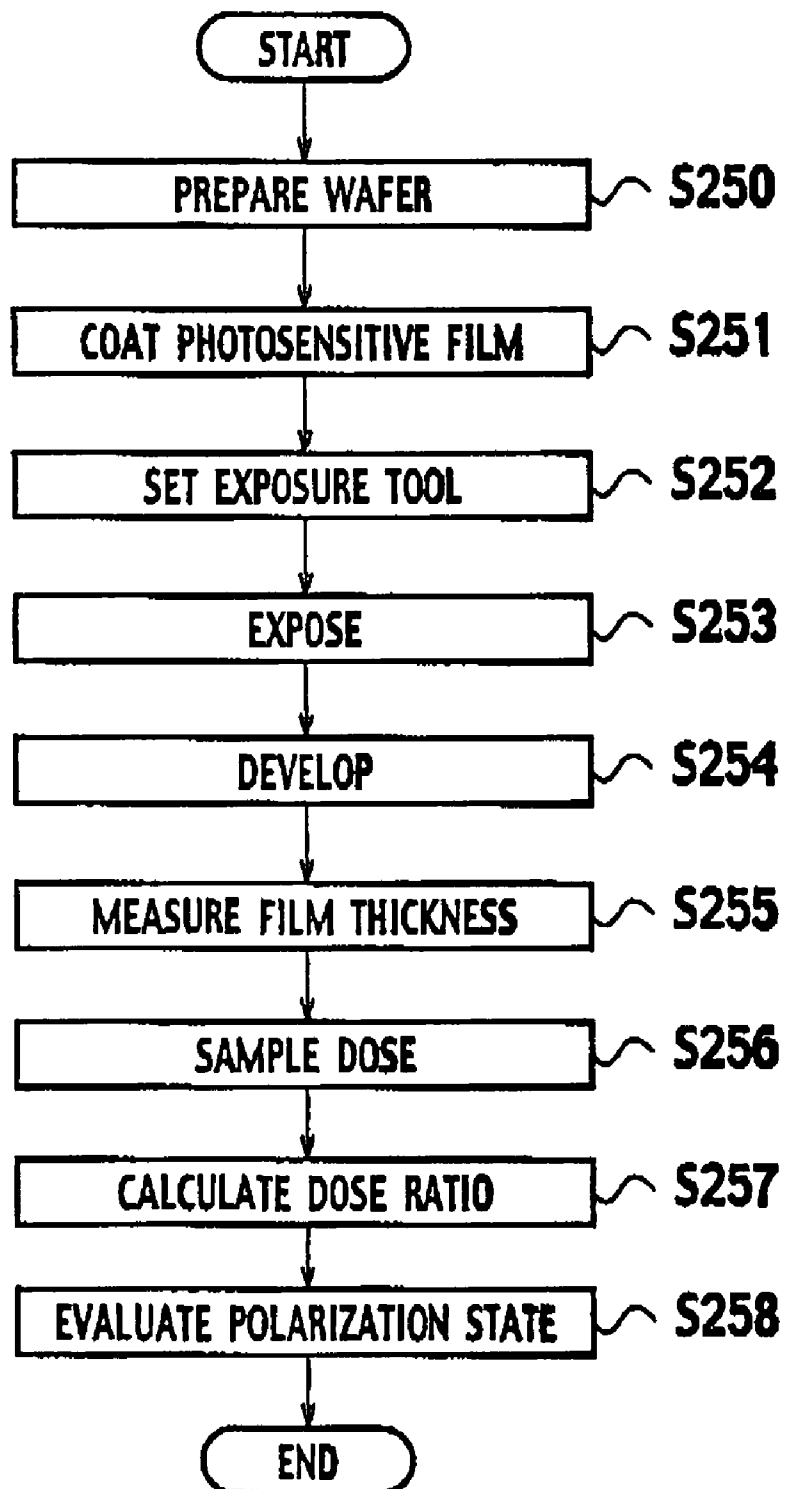 START
PREPARE WAFER S250
COAT PHOTOSENSITIVE FILM S251
SET EXPOSURE TOOL S252
EXPOSE S253
DEVELOP S254
MEASURE FILM THICKNESS S255
SAMPLE DOSE S256
CALCULATE DOSE RATIO S257
EVALUATE POLARIZATION STATE S258
END